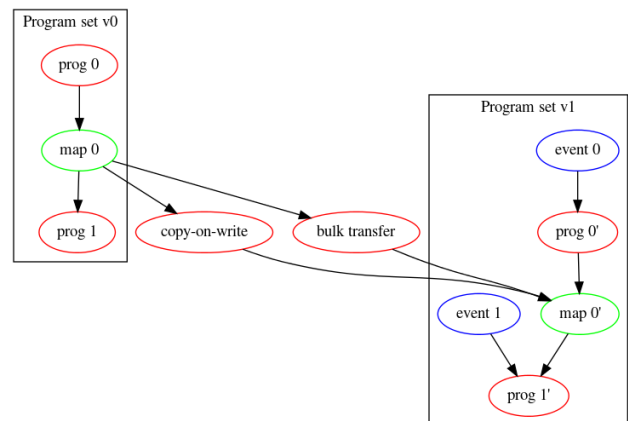 Program set v0
prog 0
map 0
prog 1
copy-on-write
bulk transfer
Program set v1
event 0
prog 0'
event 1
map 0'
prog 1'